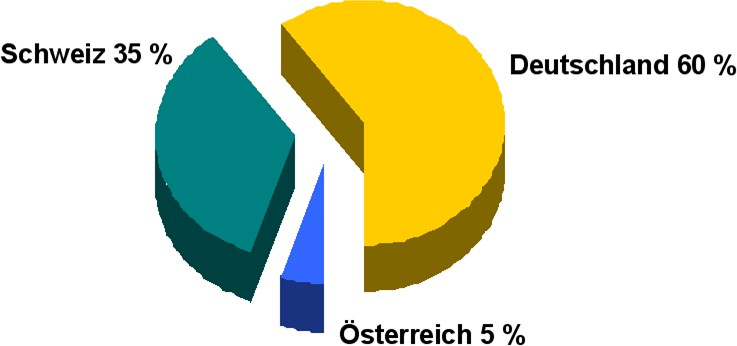 Schweiz 35 %
Deutschland 60 %
Österreich 5 %